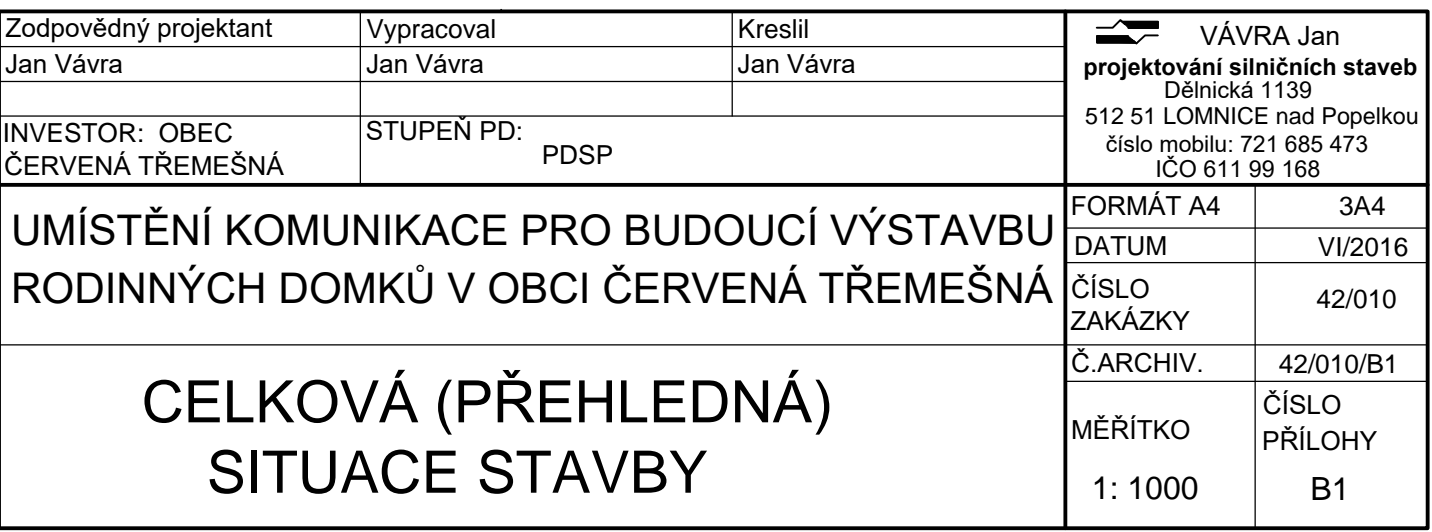 Zodpovědný projektant
Vypracoval
Kreslil
Jan Vávra
Jan Vávra
Jan Vávra
INVESTOR: OBEC
ČERVENÁ TŘEMEŠNÁ
STUPEŇ PD:
PDSP
VÁVRA Jan
projektování silničních staveb
Dělnická 1139
512 51 LOMNICE nad Popelkou
číslo mobilu: 721 685 473
IČO 611 99 168
UMÍSTĚNÍ KOMUNIKACE PRO BUDOUCÍ VÝSTAVBU
RODINNÝCH DOMKŮ V OBCI ČERVENÁ TŘEMEŠNÁ
FORMÁT A4
3A4
DATUM
VI/2016
ČÍSLO
ZAKÁZKY
42/010
CELKOVÁ (PŘEHLEDNÁ)
SITUACE STAVBY
Č.ARCHIV.
42/010/B1
MĚŘÍTKO
1: 1000
ČÍSLO
PŘÍLOHY
B1